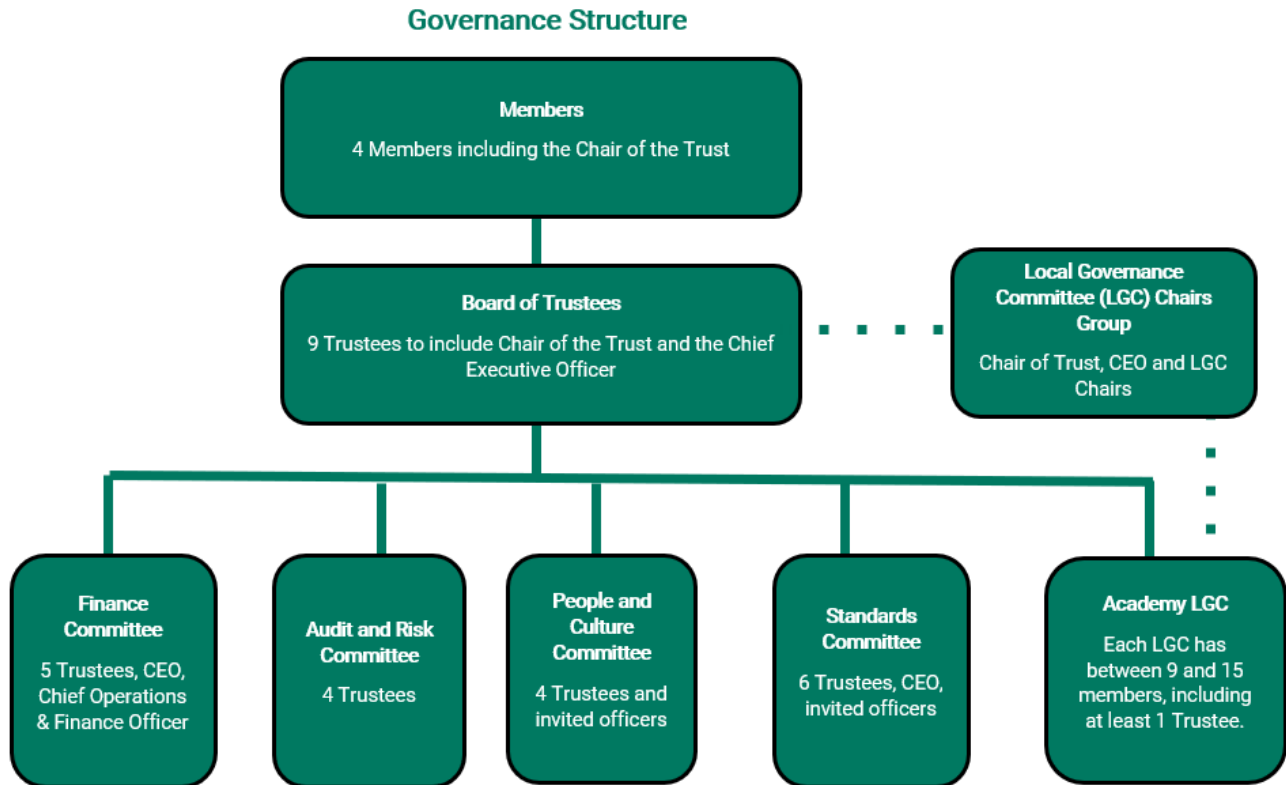 Governance Structure
Members
4 Members including the Chair of the Trust
Board of Trustees
9 Trustees to include Chair of the Trust and the Chief
Executive Officer
Local Governance
Committee (LGC) Chairs
Group
Chair of Trust, CEO and LGC
Chairs
Finance
Committee
5 Trustees, CEO,
Chief Operations
& Finance Officer
Audit and Risk
Committee
4 Trustees
People and
Culture
Committee
4 Trustees and
invited officers
Standards
Committee
6 Trustees, CEO,
invited officers
Academy LGC
Each LGC has
between 9 and 15
members, including
at least 1 Trustee.